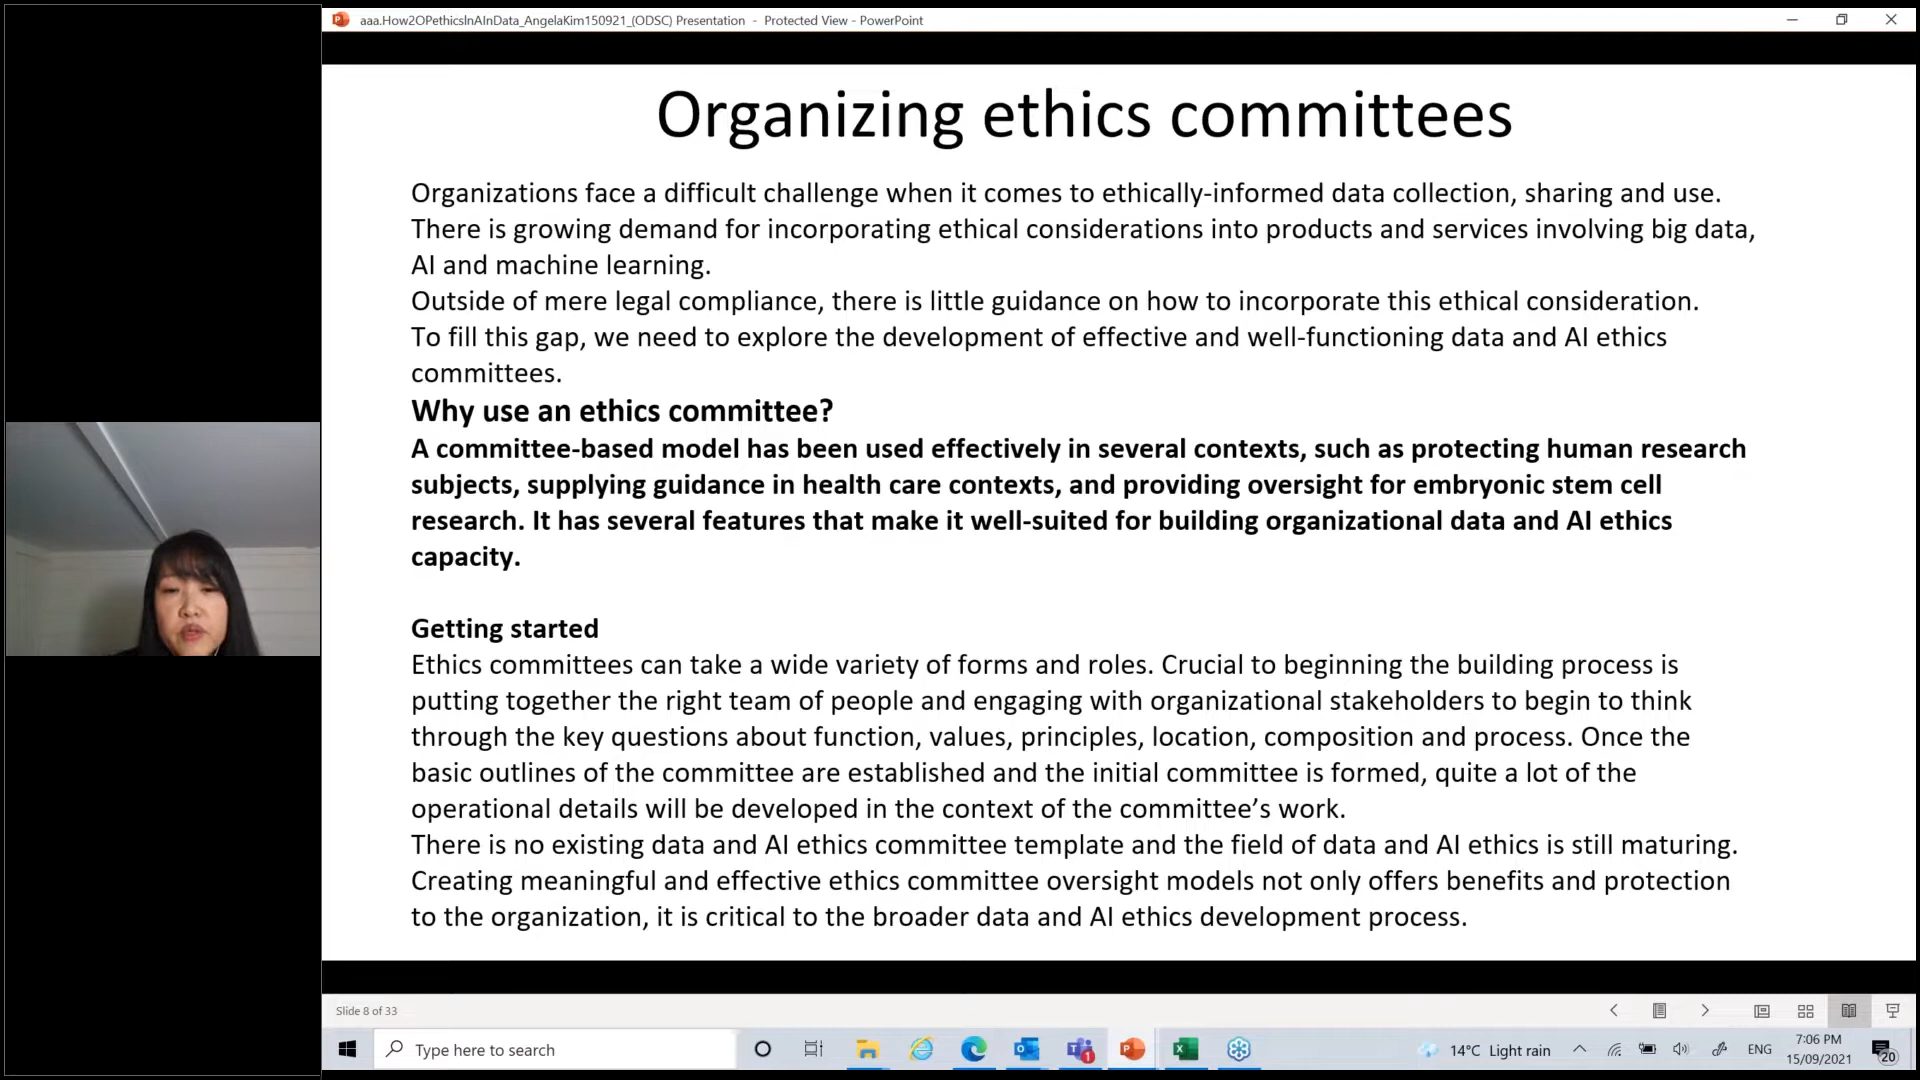 aaa.How2OPethicsInAInData_AngelaKim150921_(ODSC) Presentation - Protected View - PowerPoint
Organizing ethics committees
Organizations face a difficult challenge when it comes to ethically-informed data collection, sharing and use.
There is growing demand for incorporating ethical considerations into products and services involving big data,
AI and machine learning.
Outside of mere legal compliance, there is little guidance on how to incorporate this ethical consideration.
To fill this gap, we need to explore the development of effective and well-functioning data and AI ethics
committees.
Why use an ethics committee?
A committee-based model has been used effectively in several contexts, such as protecting human research
subjects, supplying guidance in health care contexts, and providing oversight for embryonic stem cell
research. It has several features that make it well-suited for building organizational data and AI ethics
capacity.
Getting started
Ethics committees can take a wide variety of forms and roles. Crucial to beginning the building process is
putting together the right team of people and engaging with organizational stakeholders to begin to think
through the key questions about function, values, principles, location, composition and process. Once the
basic outlines of the committee are established and the initial committee is formed, quite a lot of the
operational details will be developed in the context of the committee’s work.
There is no existing data and AI ethics committee template and the field of data and AI ethics is still maturing.
Creating meaningful and effective ethics committee oversight models not only offers benefits and protection
to the organization, it is critical to the broader data and AI ethics development process.
Slide 8 of 33
Type here to search
1
14°C Light rain
ENG
7:06 PM
15/09/2021
20